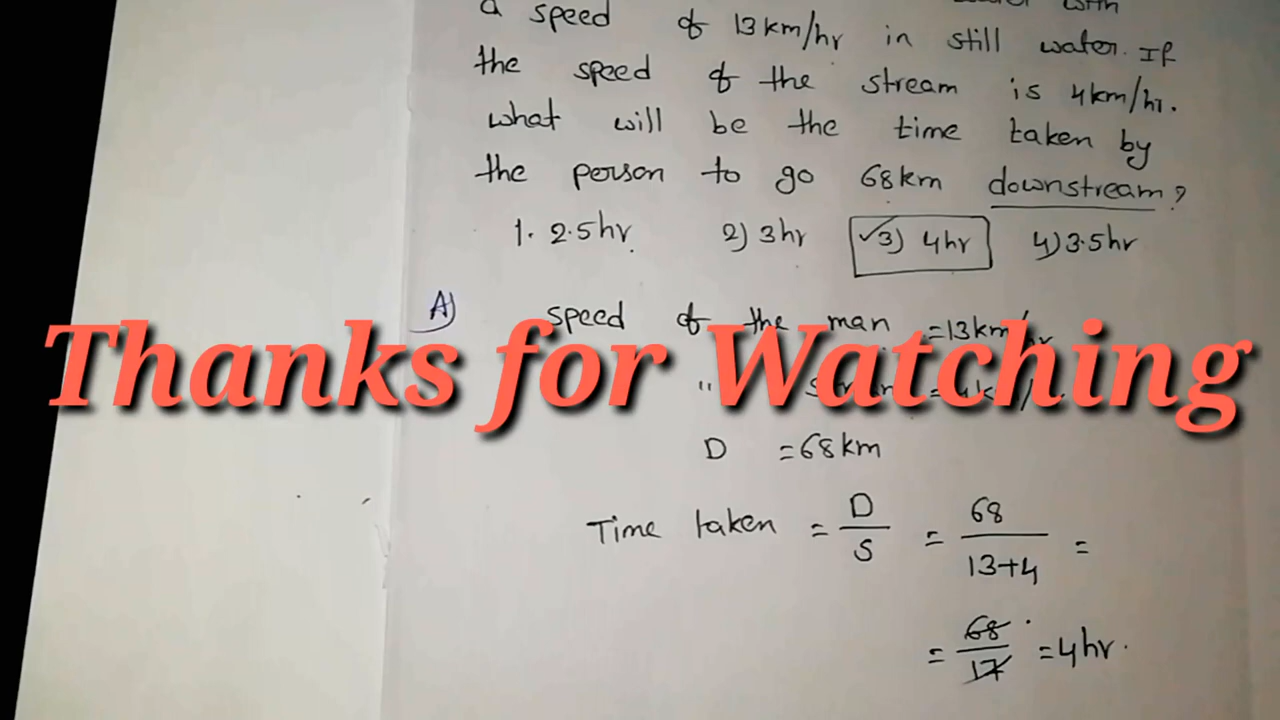 a speed of 13km/hr in still water. If
the speed of the stream is 4km/hr.
what will be the time taken by
the person to go 68km downstream?
1. 2.5hr. 2) 3hr ✓3) 4hr 4) 3.5hr
A) speed of the man =13km/hr
Thanks for Watching
D =68km
Time taken = D/S = 68/13+4 =
= 68/17 =4hr.